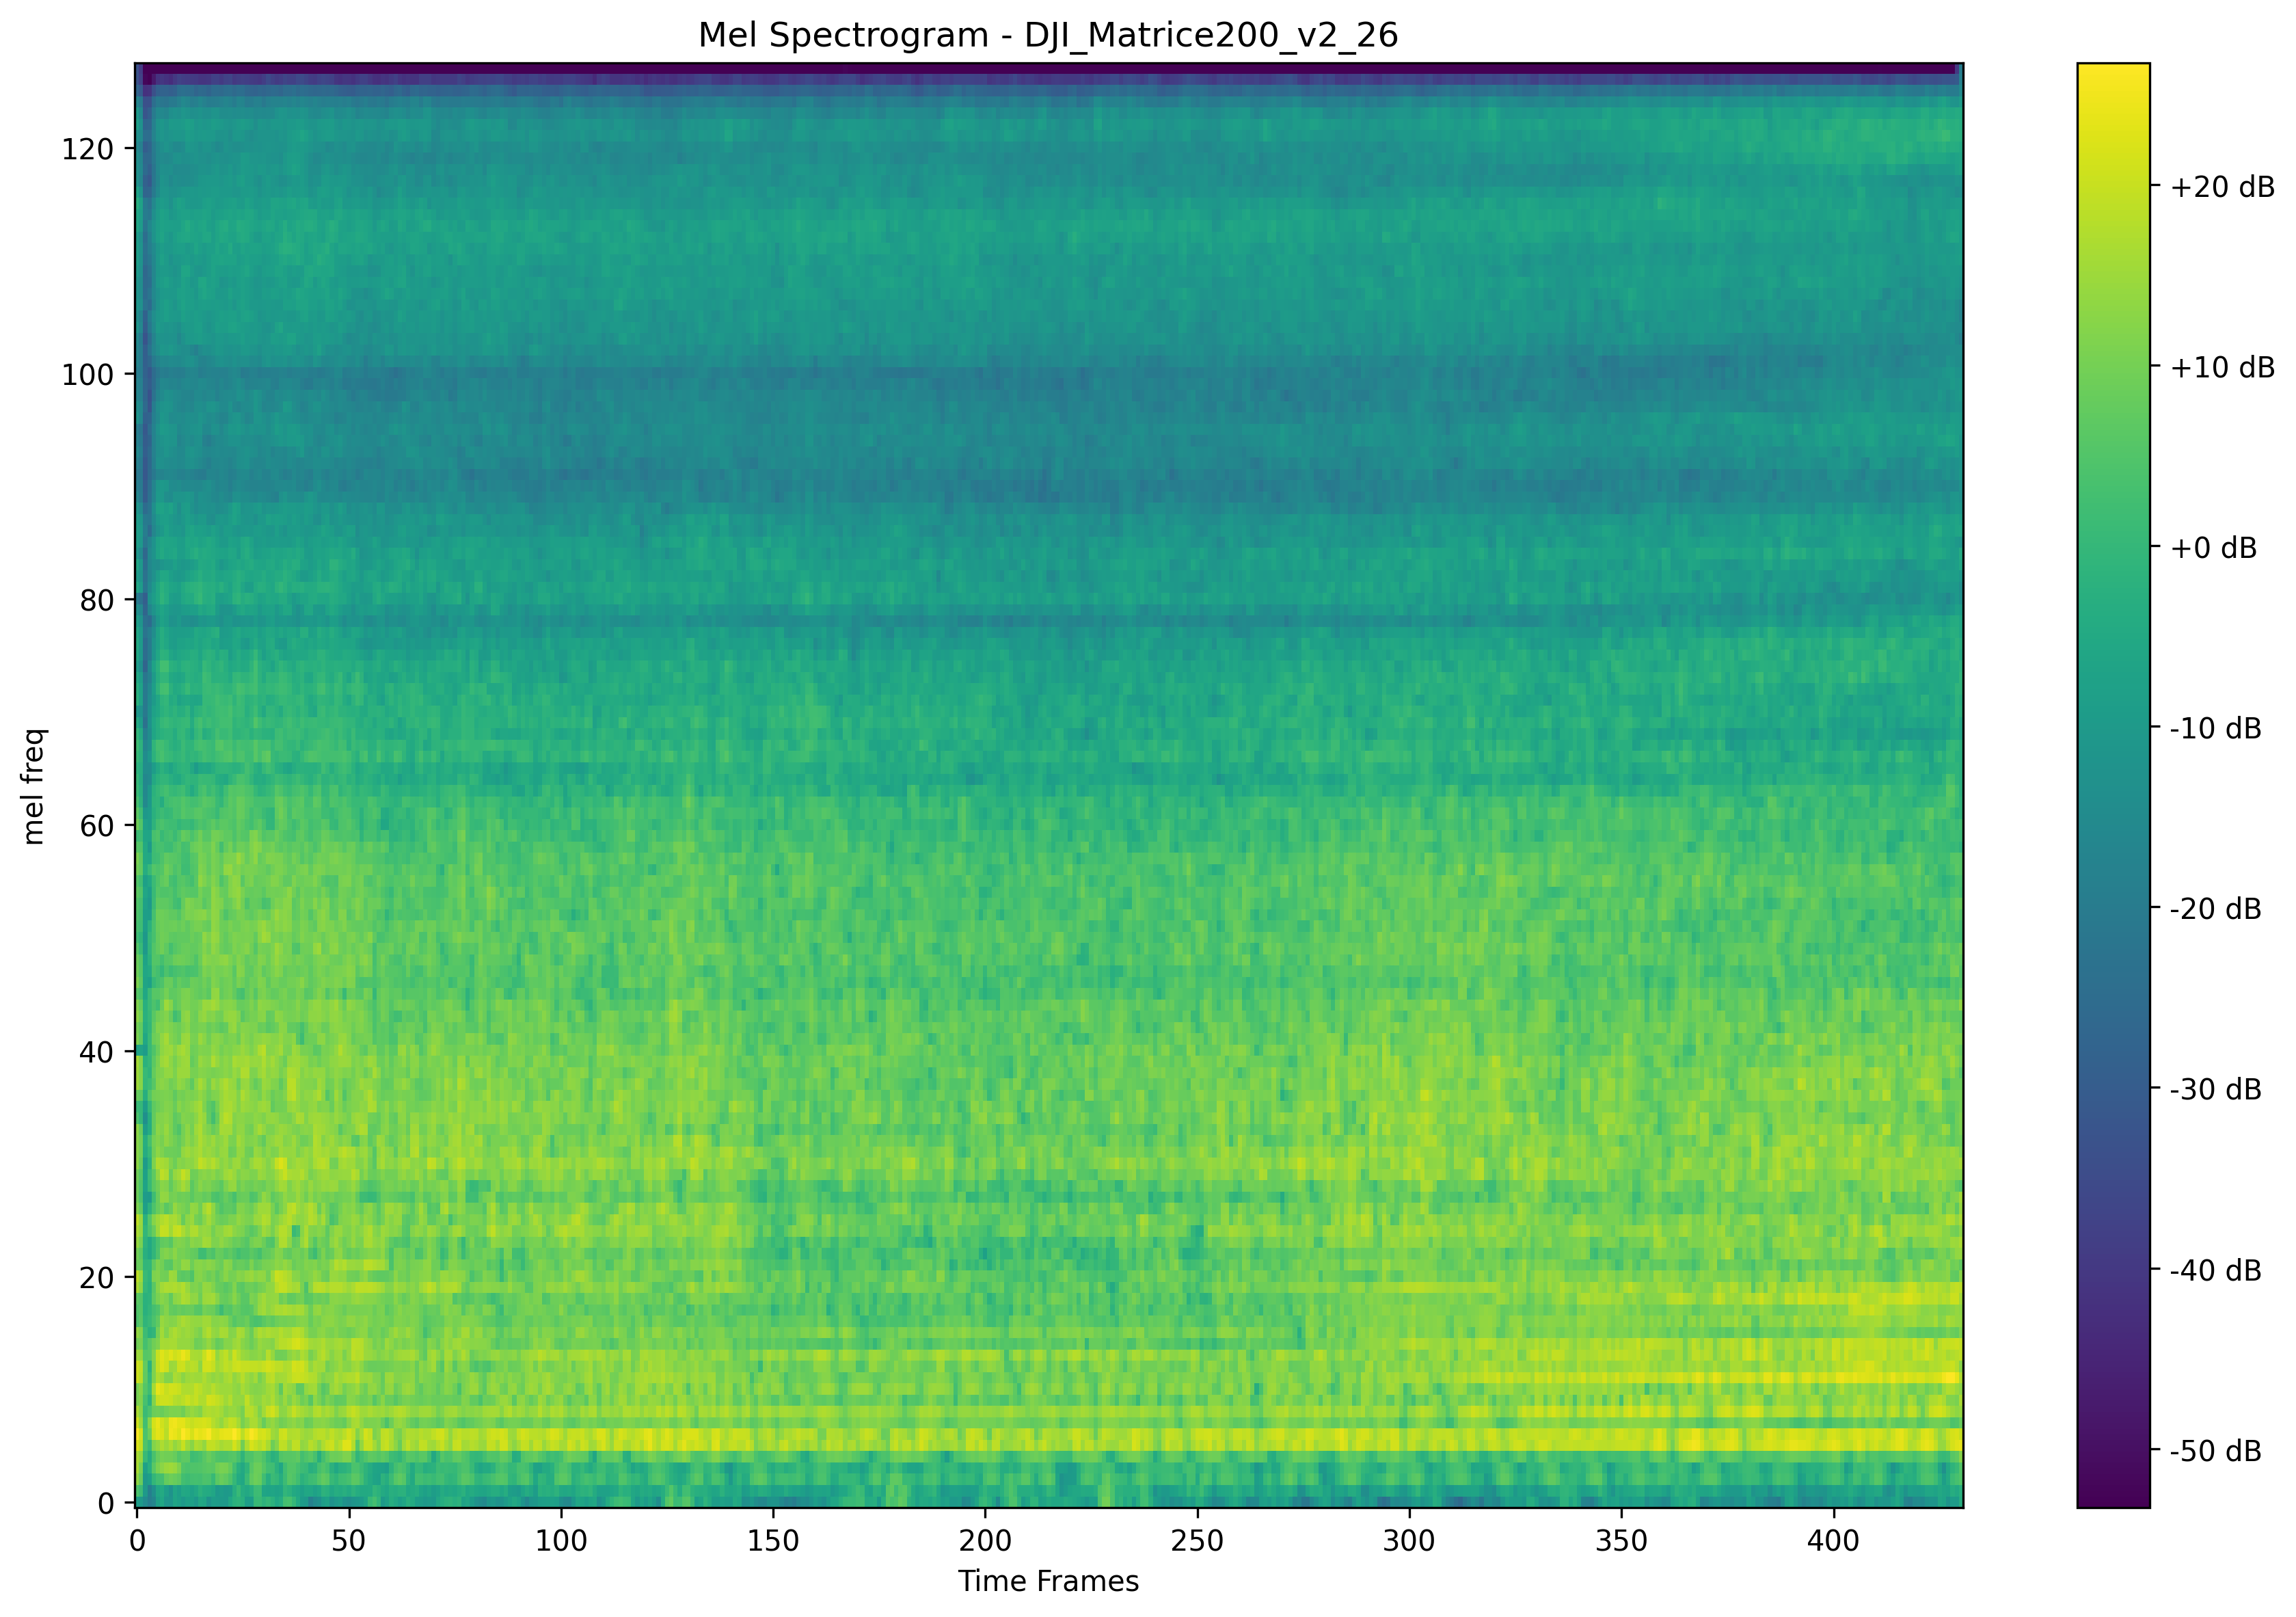 Mel Spectrogram - DJI_Matrice200_v2_26
mel freq
120
100
80
60
40
20
0
0 50 100 150 200 250 300 350 400
Time Frames
+20 dB
+10 dB
+0 dB
-10 dB
-20 dB
-30 dB
-40 dB
-50 dB